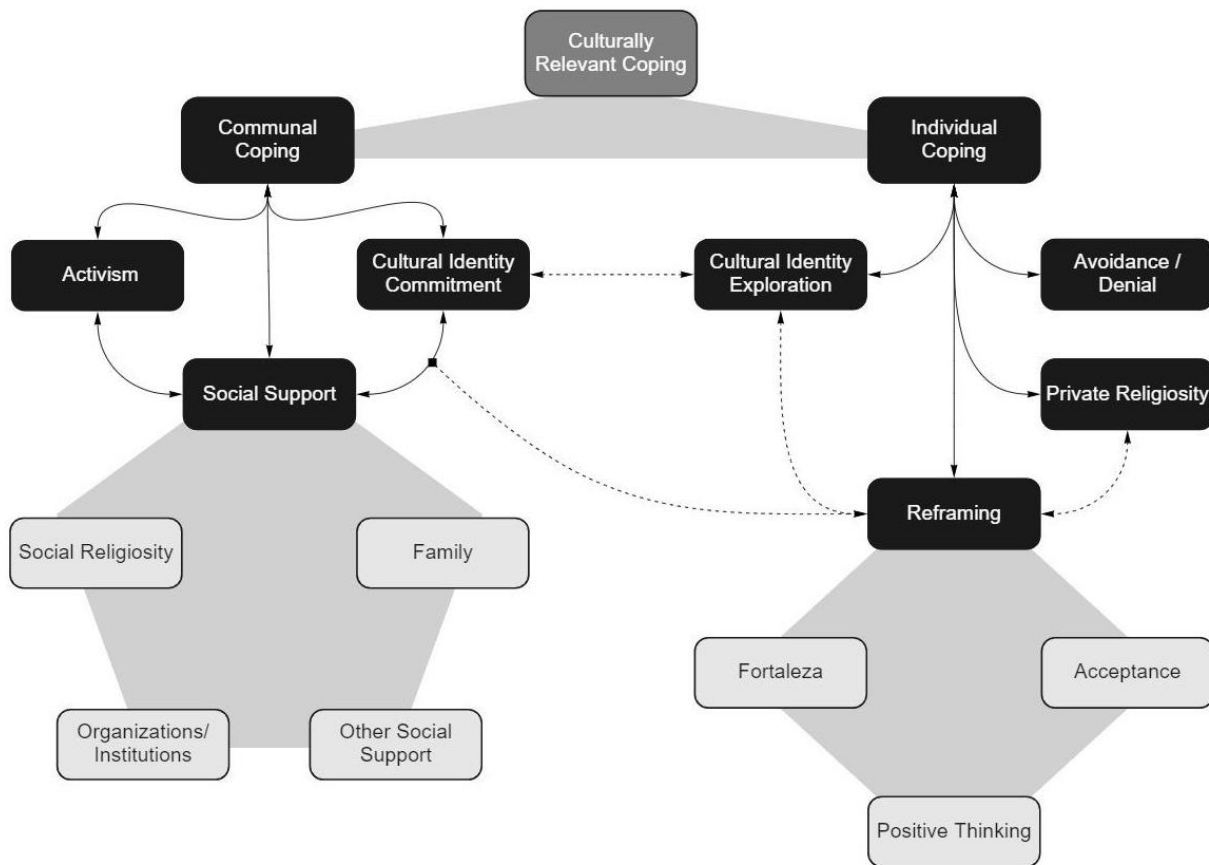 Culturally
Relevant Coping
Communal
Coping
Individual
Coping
Activism
Cultural Identity
Commitment
Cultural Identity
Exploration
Avoidance /
Denial
Social Support
Private Religiosity
Reframing
Social Religiosity
Family
Fortaleza
Acceptance
Organizations/
Institutions
Other Social
Support
Positive Thinking